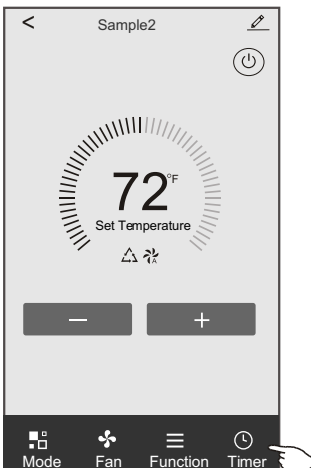 < Sample2
72°F
Set Temperature
A
− +
Mode Fan Function Timer